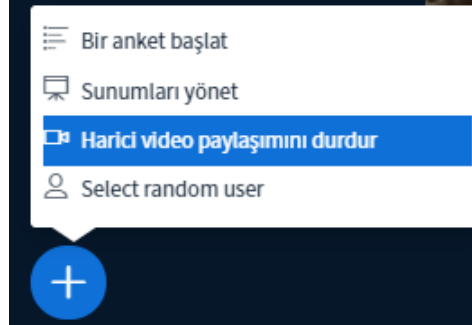 Bir anket başlat
Sunumları yönet
Harici video paylaşımını durdur
Select random user